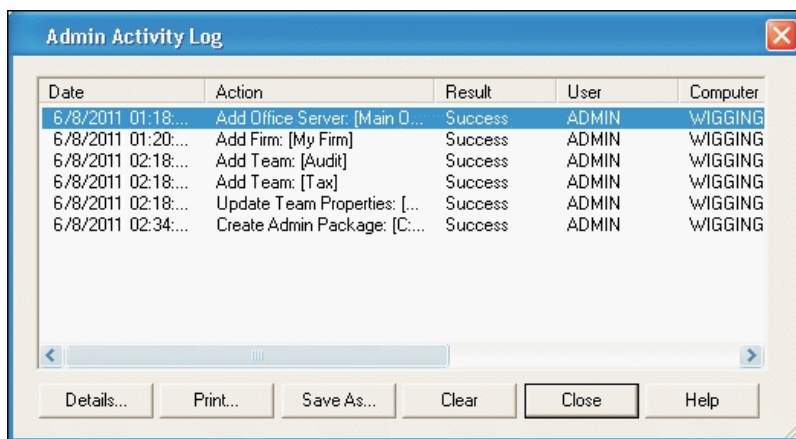 Admin Activity Log
Date Action Result User Computer
6/8/2011 01:18:... Add Office Server: [Main O... Success ADMIN WIGGING
6/8/2011 01:20:... Add Firm: [My Firm] Success ADMIN WIGGING
6/8/2011 02:18:... Add Team: [Audit] Success ADMIN WIGGING
6/8/2011 02:18:... Add Team: [Tax] Success ADMIN WIGGING
6/8/2011 02:18:... Update Team Properties: [... Success ADMIN WIGGING
6/8/2011 02:34:... Create Admin Package: [C:... Success ADMIN WIGGING
Details... Print... Save As... Clear Close Help